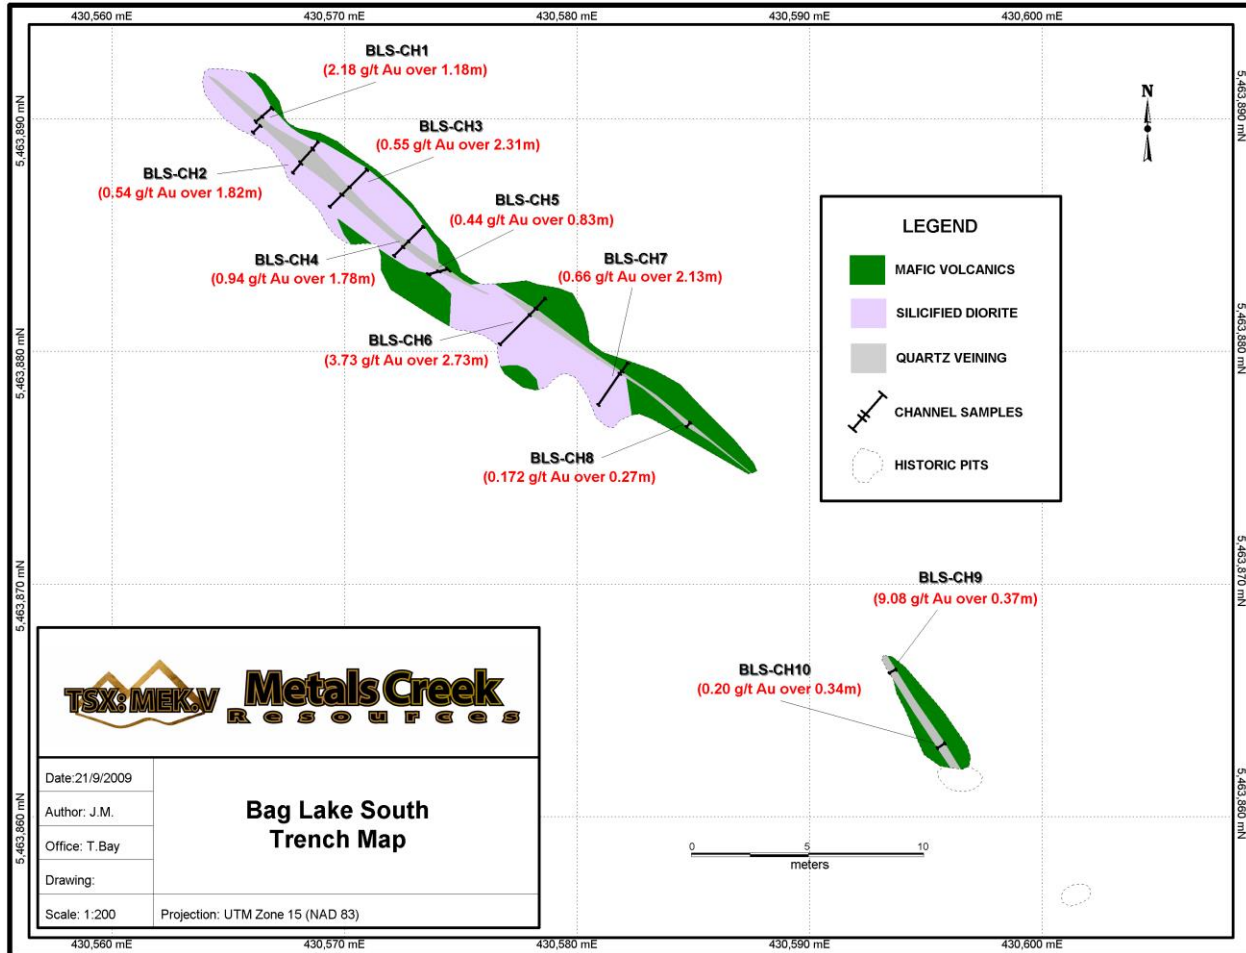 430,560 mE
430,570 mE
430,580 mE
430,590 mE
430,600 mE
5,463,890 mN
5,463,880 mN
5,463,870 mN
5,463,860 mN
5,463,890 mN
5,463,880 mN
5,463,870 mN
5,463,860 mN
BLS-CH1
(2.18 g/t Au over 1.18m)
BLS-CH3
(0.55 g/t Au over 2.31m)
BLS-CH2
(0.54 g/t Au over 1.82m)
BLS-CH5
(0.44 g/t Au over 0.83m)
BLS-CH4
(0.94 g/t Au over 1.78m)
BLS-CH7
(0.66 g/t Au over 2.13m)
BLS-CH6
(3.73 g/t Au over 2.73m)
BLS-CH8
(0.172 g/t Au over 0.27m)
N
LEGEND
MAFIC VOLCANICS
SILICIFIED DIORITE
QUARTZ VEINING
CHANNEL SAMPLES
HISTORIC PITS
BLS-CH9
(9.08 g/t Au over 0.37m)
BLS-CH10
(0.20 g/t Au over 0.34m)
0 5 10
meters
TSX: MEK.V
Metals Creek
Resources
Date:21/9/2009
Author: J.M.
Office: T.Bay
Drawing:
Scale: 1:200
Bag Lake South
Trench Map
Projection: UTM Zone 15 (NAD 83)
430,560 mE
430,570 mE
430,580 mE
430,590 mE
430,600 mE